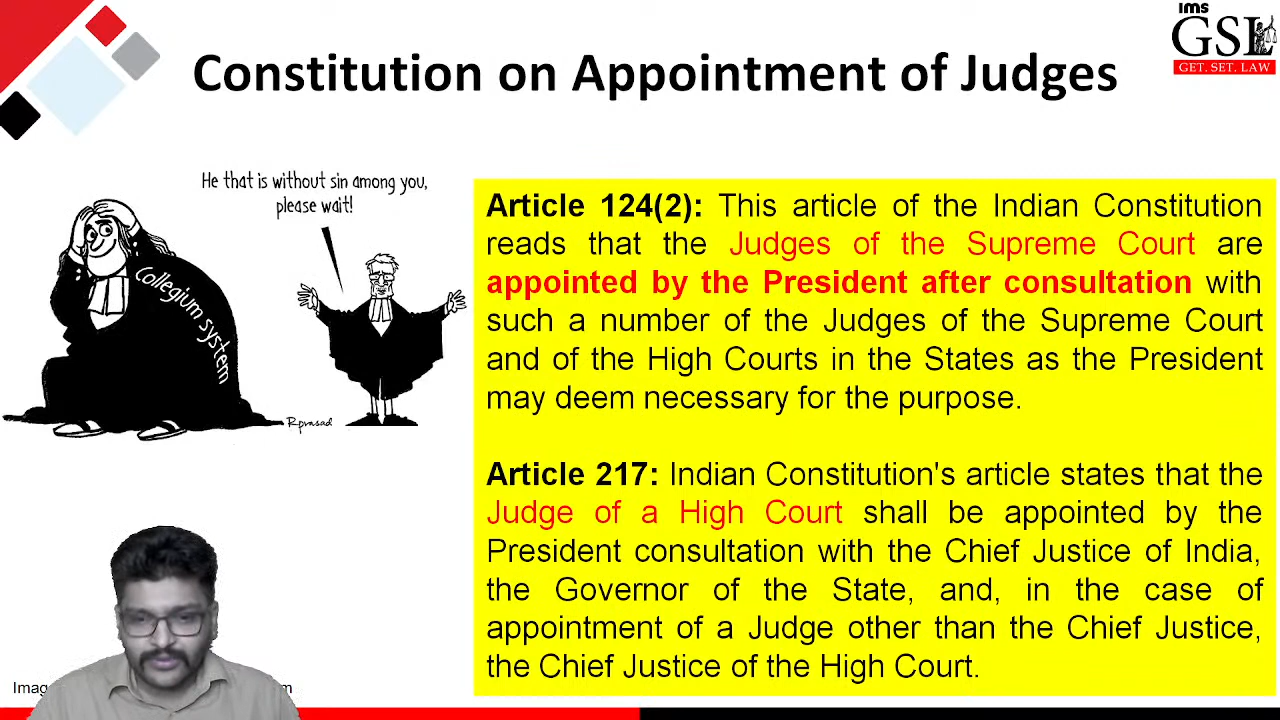 ims
GSL
GET. SET. LAW
Constitution on Appointment of Judges
He that is without sin among you,
please wait!
Collegium system
Rprasad
Article 124(2): This article of the Indian Constitution
reads that the Judges of the Supreme Court are
appointed by the President after consultation with
such a number of the Judges of the Supreme Court
and of the High Courts in the States as the President
may deem necessary for the purpose.
Article 217: Indian Constitution's article states that the
Judge of a High Court shall be appointed by the
President consultation with the Chief Justice of India,
the Governor of the State, and, in the case of
appointment of a Judge other than the Chief Justice,
the Chief Justice of the High Court.